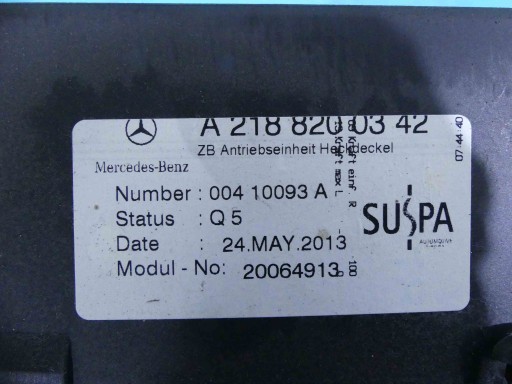 A 218 820 03 42
ZB Antriebseinheit Heckdeckel
Mercedes-Benz
Number : 004 10093 A
Status : Q 5
Date : 24.MAY.2013
Modul - No: 20064913
SUSPA
07:44:40
100